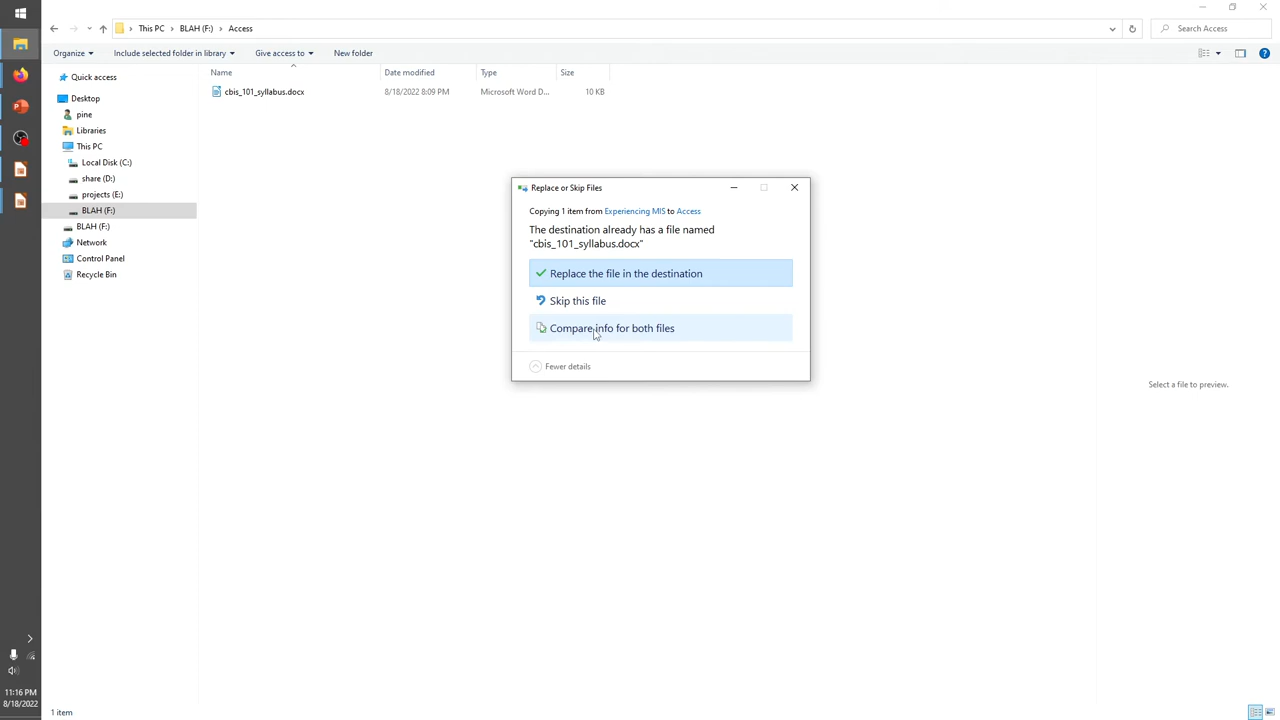 This PC BLAH (F:) Access
Search Access
Organize Include selected folder in library Give access to New folder
Quick access
Desktop
pine
Libraries
This PC
Local Disk (C:)
share (D:)
projects (E:)
BLAH (F:)
BLAH (F:)
Network
Control Panel
Recycle Bin
Name Date modified Type Size
cbis_101_syllabus.docx 8/18/2022 8:09 PM Microsoft Word D... 10 KB
Replace or Skip Files
Copying 1 item from Experiencing MIS to Access
The destination already has a file named
"cbis_101_syllabus.docx"
Replace the file in the destination
Skip this file
Compare info for both files
Fewer details
Select a file to preview.
11:16 PM
8/18/2022
1 item